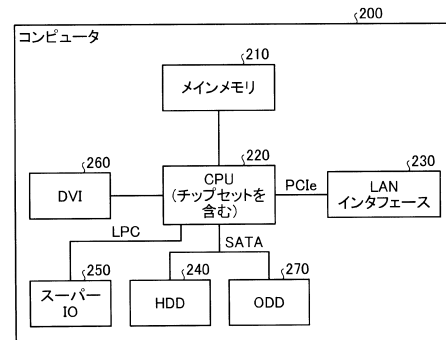 200
コンピュータ
210
メインメモリ
260
DVI
220
CPU
(チップセットを
含む)
PCIe
230
LAN
インタフェース
LPC
SATA
250
スーパー
IO
240
HDD
270
ODD